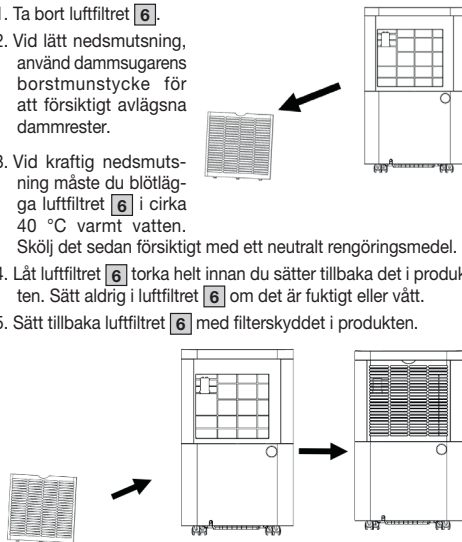 1. Ta bort luftfiltret 6.
2. Vid lätt nedsmutsning,
använd dammsugarens
borstmunstycke för
att försiktigt avlägsna
dammrester.
3. Vid kraftig nedsmuts-
ning måste du blötläg-
ga luftfiltret 6 i cirka
40 °C varmt vatten.
Skölj det sedan försiktigt med ett neutralt rengöringsmedel.
4. Låt luftfiltret 6 torka helt innan du sätter tillbaka det i produk-
ten. Sätt aldrig i luftfiltret 6 om det är fuktigt eller vått.
5. Sätt tillbaka luftfiltret 6 med filterskyddet i produkten.